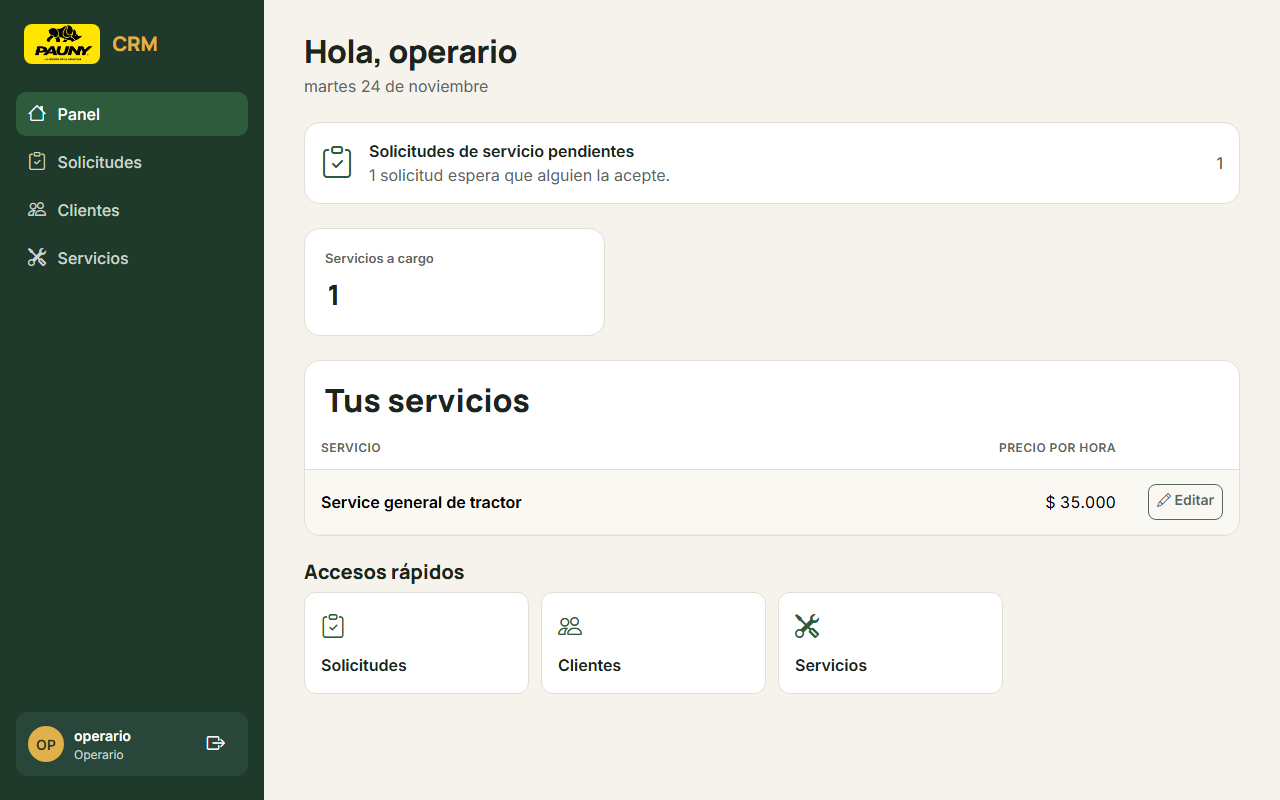 PAUNY
CRM
Panel
Solicitudes
Clientes
Servicios
OP
operario
Operario
Hola, operario
martes 24 de noviembre
Solicitudes de servicio pendientes
1 solicitud espera que alguien la acepte.
1
Servicios a cargo
1
Tus servicios
SERVICIO PRECIO POR HORA
Service general de tractor $ 35.000 Editar
Accesos rápidos
Solicitudes
Clientes
Servicios